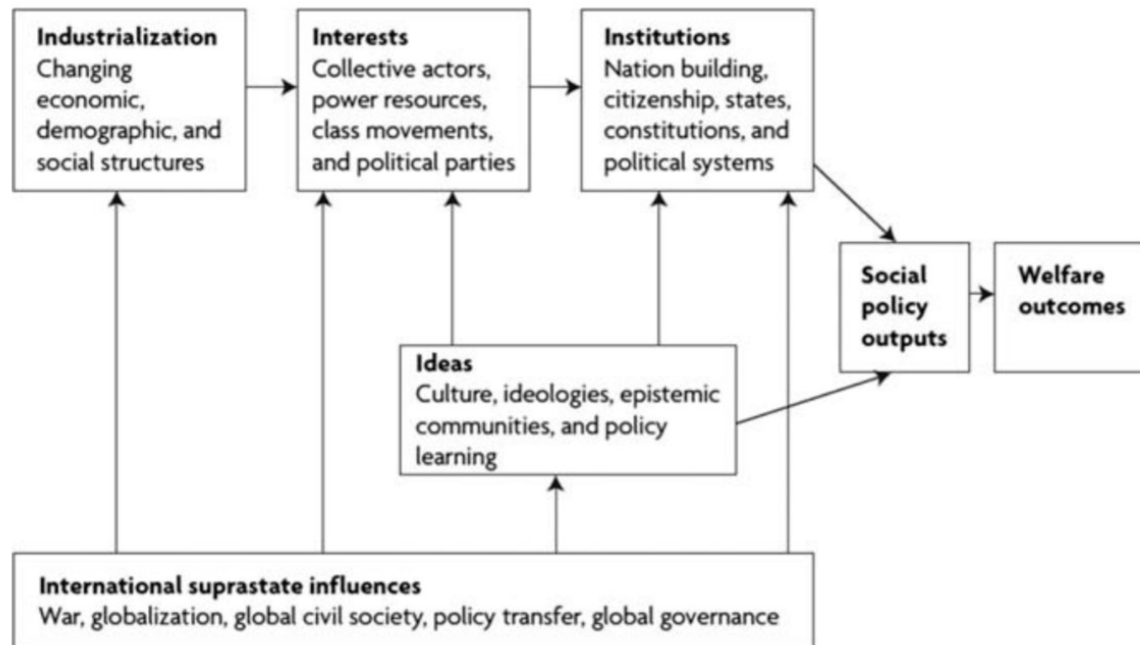 Industrialization
Changing
economic,
demographic, and
social structures
Interests
Collective actors,
power resources,
class movements,
and political parties
Institutions
Nation building,
citizenship, states,
constitutions, and
political systems
Social
policy
outputs
Welfare
outcomes
Ideas
Culture, ideologies, epistemic
communities, and policy
learning
International suprastate influences
War, globalization, global civil society, policy transfer, global governance